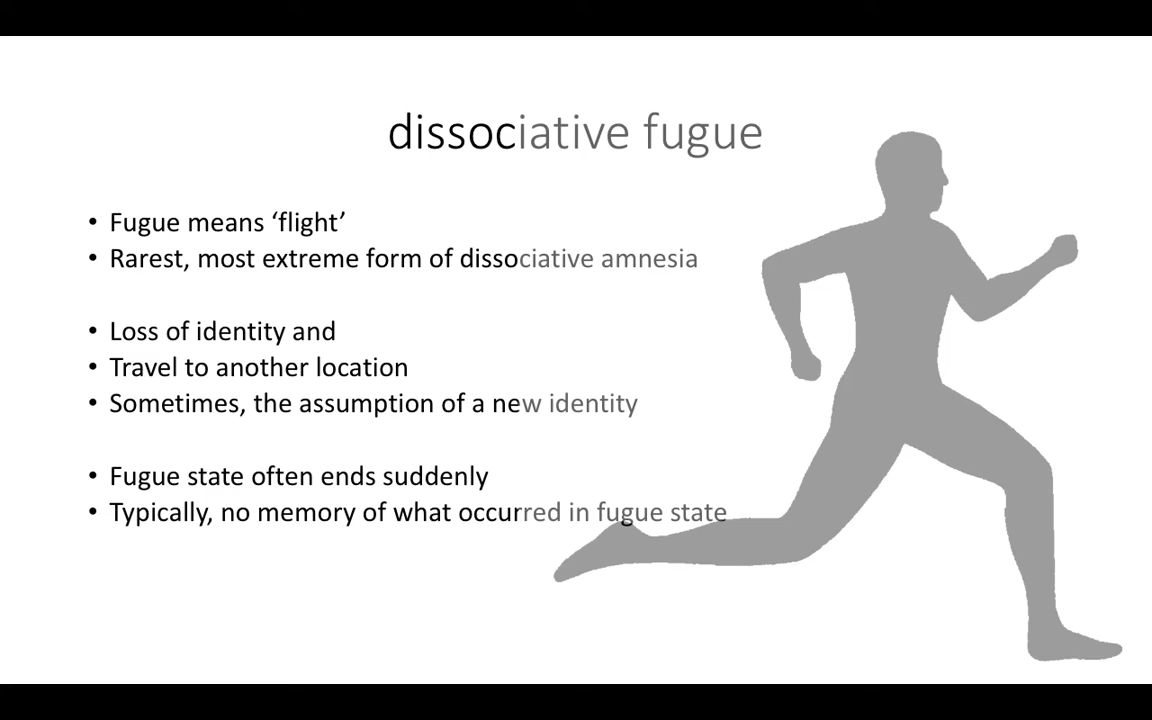 dissociative fugue
• Fugue means ‘flight’
• Rarest, most extreme form of dissociative amnesia
• Loss of identity and
• Travel to another location
• Sometimes, the assumption of a new identity
• Fugue state often ends suddenly
• Typically, no memory of what occurred in fugue state